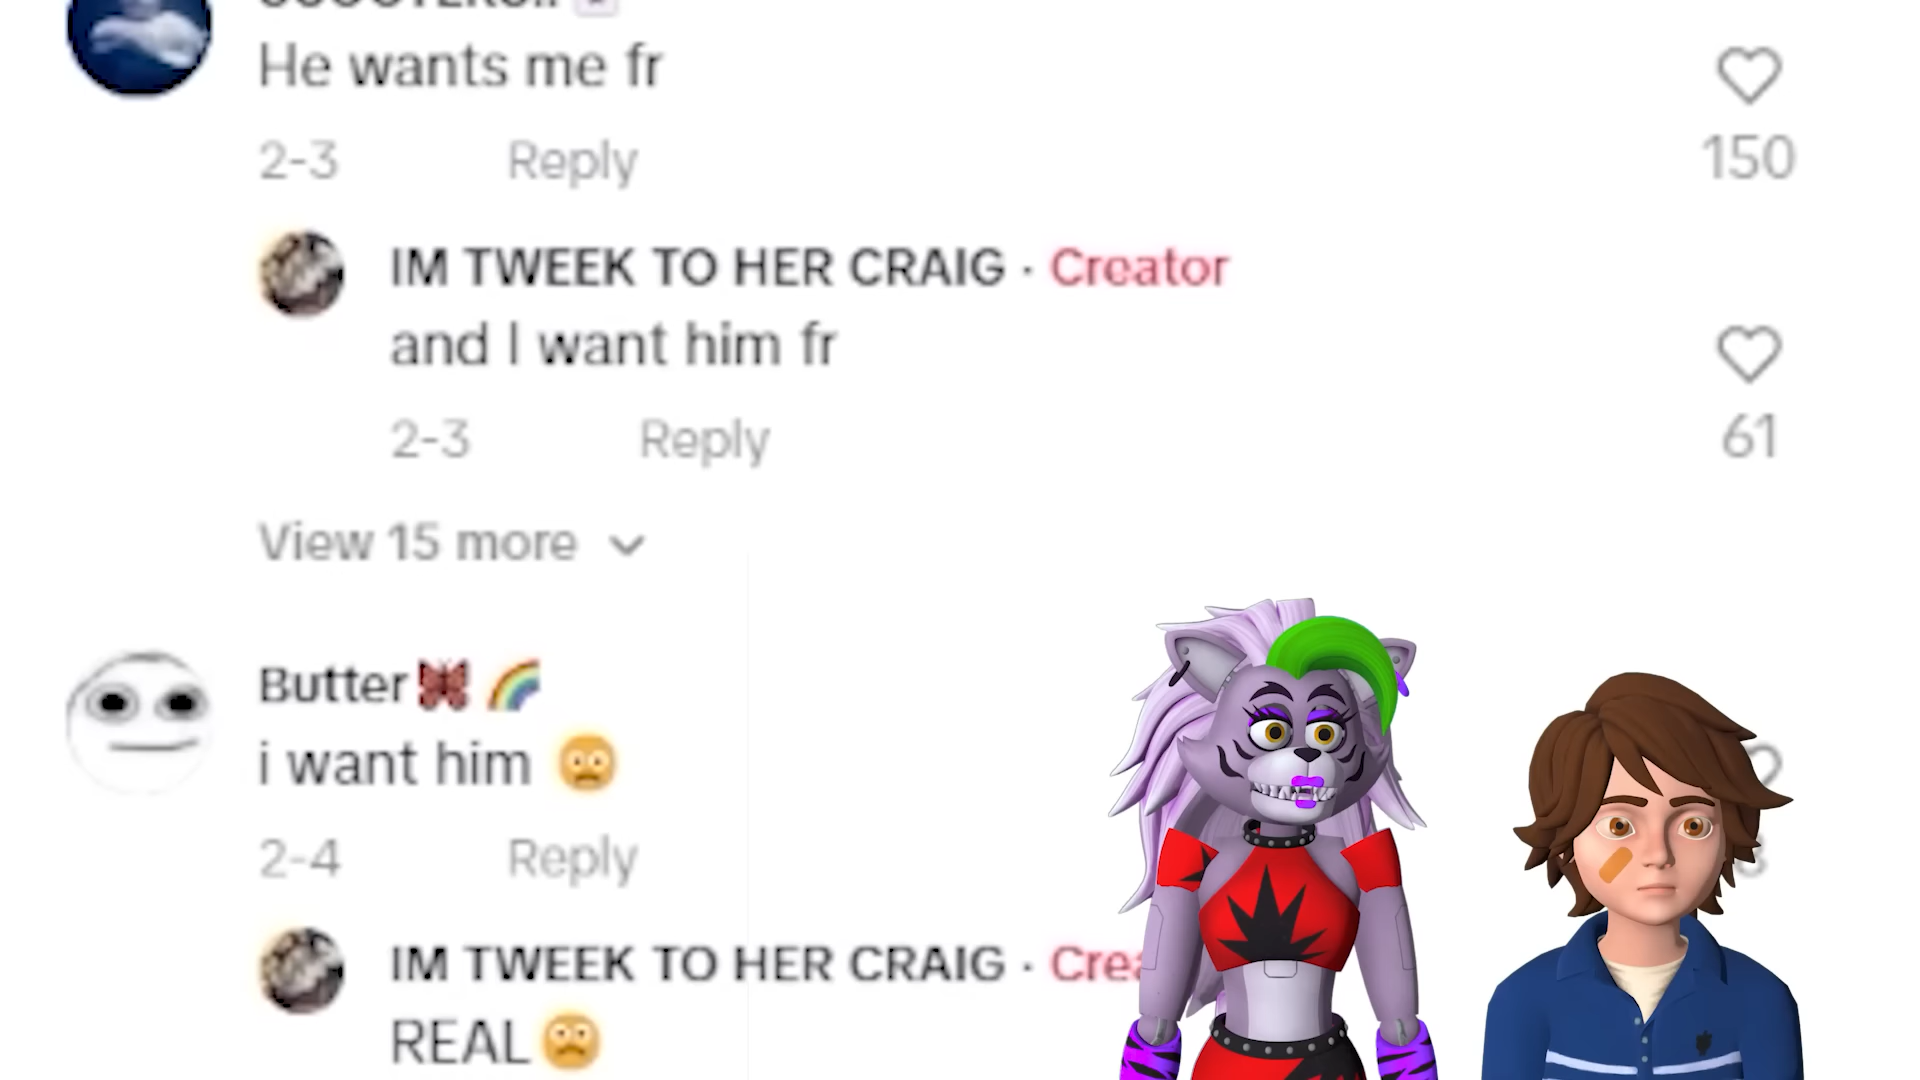 He wants me fr
150
2-3 Reply
IM TWEEK TO HER CRAIG · Creator
and I want him fr
61
2-3 Reply
View 15 more
Butter
i want him
2-4 Reply
IM TWEEK TO HER CRAIG ·
REAL